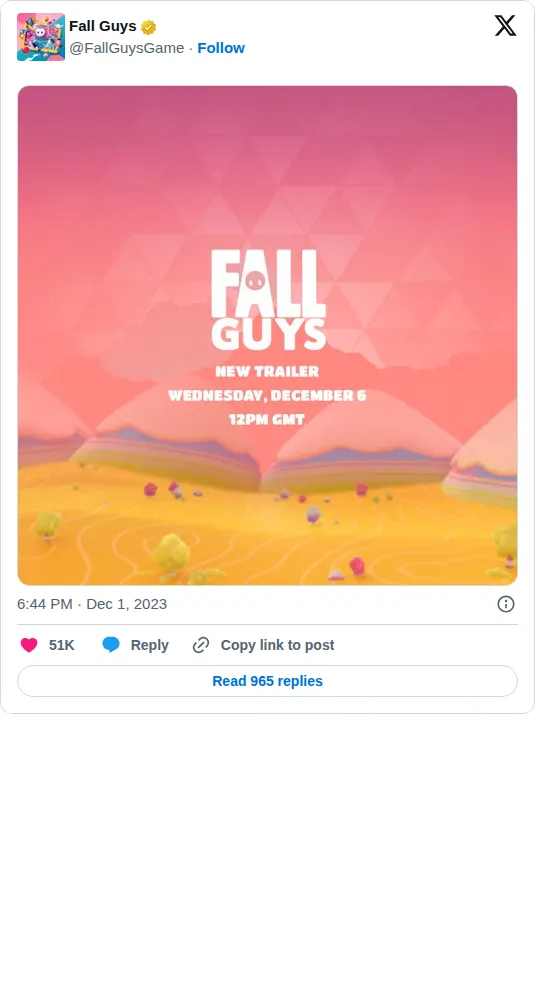 Fall Guys
@FallGuysGame · Follow
FALL
GUYS
NEW TRAILER
WEDNESDAY, DECEMBER 6
12PM GMT
6:44 PM · Dec 1, 2023
51K Reply Copy link to post
Read 965 replies